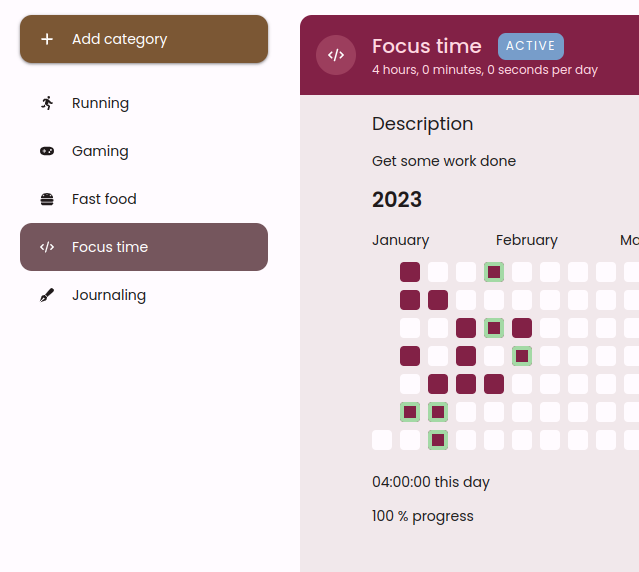 Add category
Running
Gaming
Fast food
Focus time
Journaling
Focus time ACTIVE
4 hours, 0 minutes, 0 seconds per day
Description
Get some work done
2023
January February Ma
04:00:00 this day
100 % progress